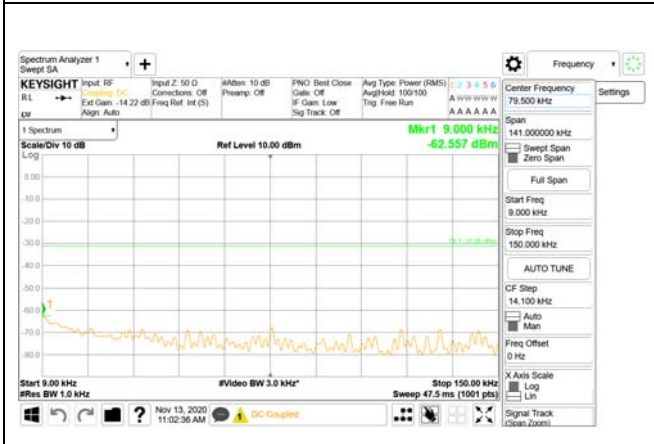 Spectrum Analyzer 1
Swept SA
Frequency
KEYSIGHT
Input: RF
Input Z: 50 Ω
#Atten: 10 dB
PNO: Best Close
Avg Type: Power (RMS)
1 2 3 4 5 6
RL
Coupling: DC
Corrections: Off
Preamp: Off
Gate: Off
Avg|Hold: 100/100
A W W W W W
Ext Gain: -14.22 dB
Freq Ref: Int (S)
IF Gain: Low
Trig: Free Run
Align: Auto
Sig Track: Off
A A A A A A
Center Frequency
79.500 kHz
Settings
Span
141.000000 kHz
Swept Span
Zero Span
Full Span
Start Freq
9.000 kHz
Stop Freq
150.000 kHz
AUTO TUNE
CF Step
14.100 kHz
Auto
Man
Freq Offset
0 Hz
X Axis Scale
Log
Lin
Signal Track
(Span Zoom)
1 Spectrum
Mkr1 9.000 kHz
Scale/Div 10 dB
Ref Level 10.00 dBm
-62.557 dBm
Log
0.00
-10.0
-20.0
-30.0
-40.0
-50.0
-60.0
1
-70.0
-80.0
Start 9.00 kHz
#Video BW 3.0 kHz*
Stop 150.00 kHz
#Res BW 1.0 kHz
Sweep 47.5 ms (1001 pts)
?
Nov 13, 2020
11:02:36 AM
DC Coupled